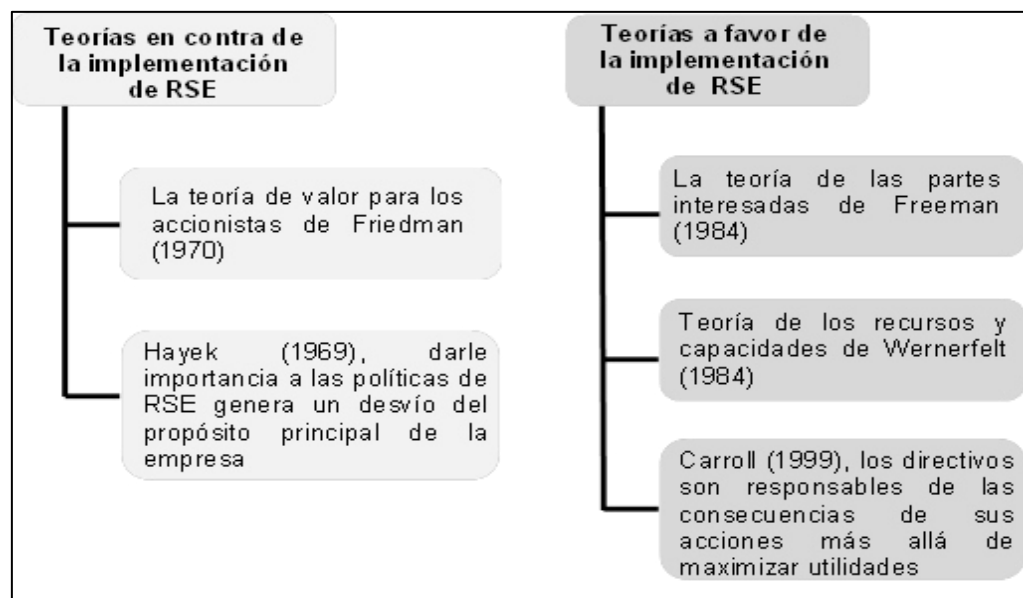 Teorías en contra de
la implementación
de RSE
La teoría de valor para los
accionistas de Friedman
(1970)
Hayek (1969), darle
importancia a las políticas de
RSE genera un desvío del
propósito principal de la
empresa
Teorías a favor de
la implementación
de RSE
La teoría de las partes
interesadas de Freeman
(1984)
Teoría de los recursos y
capacidades de Wernerfelt
(1984)
Carroll (1999), los directivos
son responsables de las
consecuencias de sus
acciones más allá de
maximizar utilidades